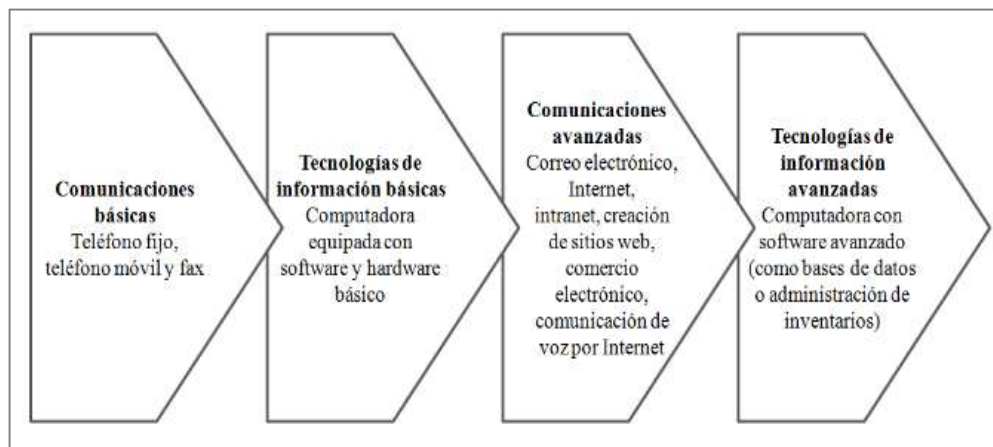 Comunicaciones
básicas
Teléfono fijo,
teléfono móvil y fax
Tecnologías de
información básicas
Computadora
equipada con
software y hardware
básico
Comunicaciones
avanzadas
Correo electrónico,
Internet,
intranet, creación
de sitios web,
comercio
electrónico,
comunicación de
voz por Internet
Tecnologías de
información
avanzadas
Computadora con
software avanzado
(como bases de datos
o administración de
inventarios)